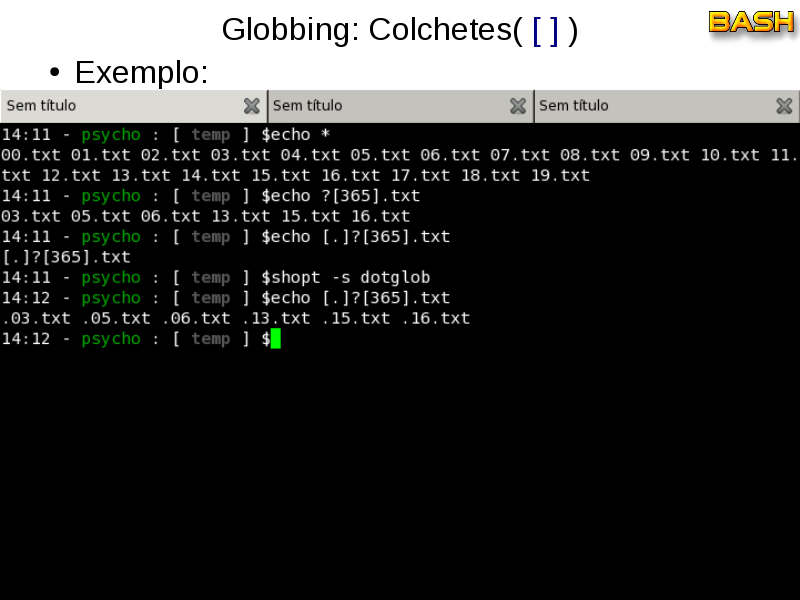 Globbing: Colchetes( [ ] )
BASH
• Exemplo:
Sem título Sem título Sem título
14:11 - psycho : [ temp ] $echo *
00.txt 01.txt 02.txt 03.txt 04.txt 05.txt 06.txt 07.txt 08.txt 09.txt 10.txt 11.
txt 12.txt 13.txt 14.txt 15.txt 16.txt 17.txt 18.txt 19.txt
14:11 - psycho : [ temp ] $echo ?[365].txt
03.txt 05.txt 06.txt 13.txt 15.txt 16.txt
14:11 - psycho : [ temp ] $echo [.]?[365].txt
[.]?[365].txt
14:11 - psycho : [ temp ] $shopt -s dotglob
14:12 - psycho : [ temp ] $echo [.]?[365].txt
.03.txt .05.txt .06.txt .13.txt .15.txt .16.txt
14:12 - psycho : [ temp ] $